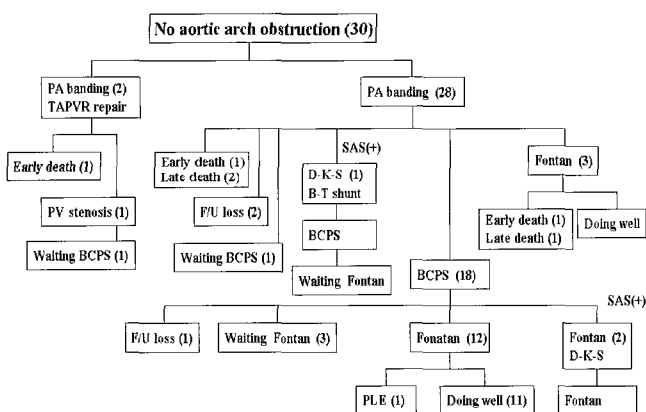 No aortic arch obstruction (30)
PA banding (2)
TAPVR repair
PA banding (28)
Early death (1)
PV stenosis (1)
Waiting BCPS (1)
Early death (1)
Late death (2)
F/U loss (2)
Waiting BCPS (1)
SAS(+)
D-K-S (1)
B-T shunt
BCPS
Waiting Fontan
BCPS (18)
Fontan (3)
Early death (1)
Late death (1)
Doing well
SAS(+)
F/U loss (1)
Waiting Fontan (3)
Fonatan (12)
Fontan (2)
D-K-S
PLE (1)
Doing well (11)
Fontan